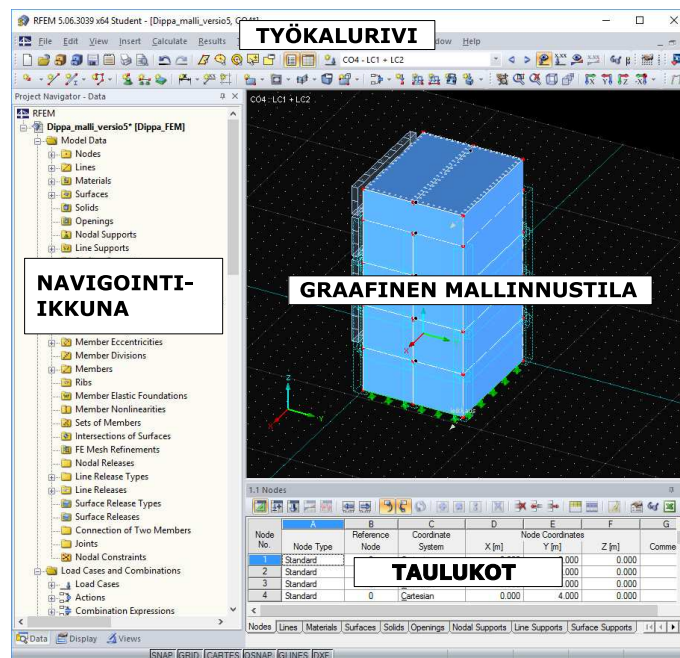 RFEM 5.06.3039 x64 Student - [Dippa_malli_versio5,
File Edit View Insert Calculate Results Help
TYÖKALURIVI
CO4 - LC1 + LC2
Project Navigator - Data
RFEM
Dippa_malli_versio5* [Dippa_FEM]
Model Data
Nodes
Lines
Materials
Surfaces
Solids
Openings
Nodal Supports
Line Supports
NAVIGOINTI-
IKKUNA
Member Eccentricities
Member Divisions
Members
Ribs
Member Elastic Foundations
Member Nonlinearities
Sets of Members
Intersections of Surfaces
FE Mesh Refinements
Nodal Releases
Line Release Types
Line Releases
Surface Release Types
Surface Releases
Connection of Two Members
Joints
Nodal Constraints
Load Cases and Combinations
Load Cases
Actions
Combination Expressions
Data Display Views
CO4 : LC1 + LC2
GRAAFINEN MALLINNUSTILA
Z
Y
X
1.1 Nodes
A B C D E F G
Node Reference Coordinate Node Coordinates
No. Node Type Node System X [m] Y [m] Z [m] Comme
1 Standard 0.000
2 Standard 0.000
3 Standard 0.000
4 Standard 0 Cartesian 0.000 4.000 0.000
TAULUKOT
Nodes Lines Materials Surfaces Solids Openings Nodal Supports Line Supports Surface Supports
SNAP GRID CARTES OSNAP GLINES DXF